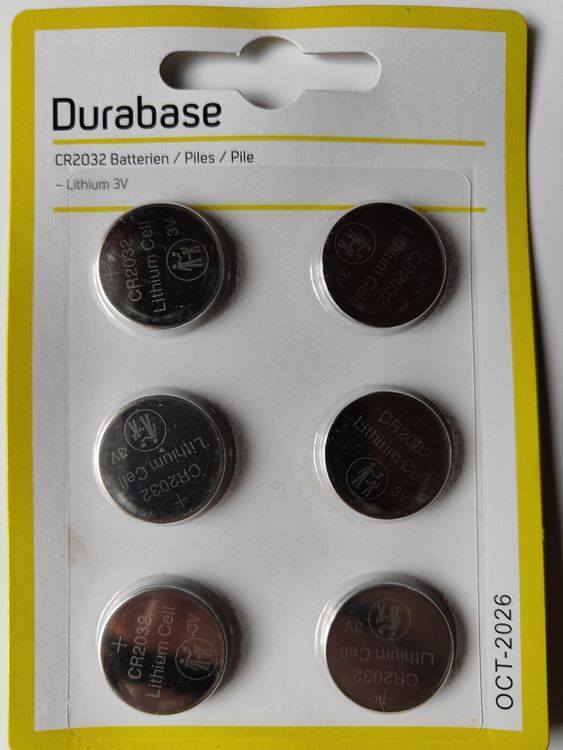 Durabase
CR2032 Batterien / Piles / Pile
– Lithium 3V
+
CR2032
Lithium Cell
3V
+
CR2032
Lithium Cell
3V
+
CR2032
Lithium Cell
3V
+
CR2032
Lithium Cell
3V
+
CR2032
Lithium Cell
3V
+
CR2032
Lithium Cell
3V
OCT-2026